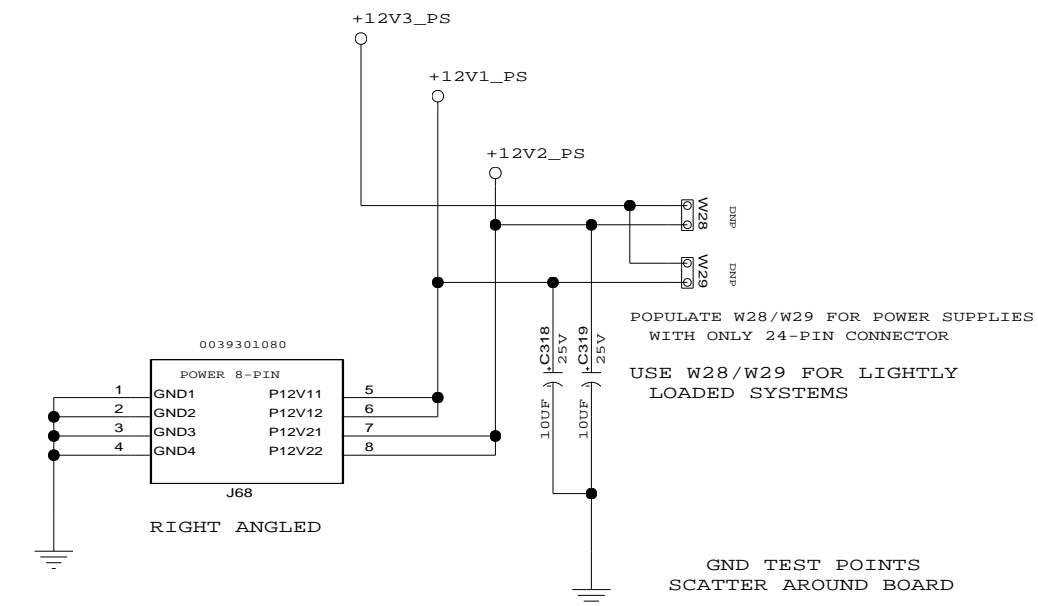 +12V3_PS
+12V1_PS
+12V2_PS
W28
DNP
W29
DNP
POPULATE W28/W29 FOR POWER SUPPLIES
WITH ONLY 24-PIN CONNECTOR
USE W28/W29 FOR LIGHTLY
LOADED SYSTEMS
+C318
25V
10UF
+C319
25V
10UF
0039301080
POWER 8-PIN
1 GND1 P12V11 5
2 GND2 P12V12 6
3 GND3 P12V21 7
4 GND4 P12V22 8
J68
RIGHT ANGLED
GND TEST POINTS
SCATTER AROUND BOARD